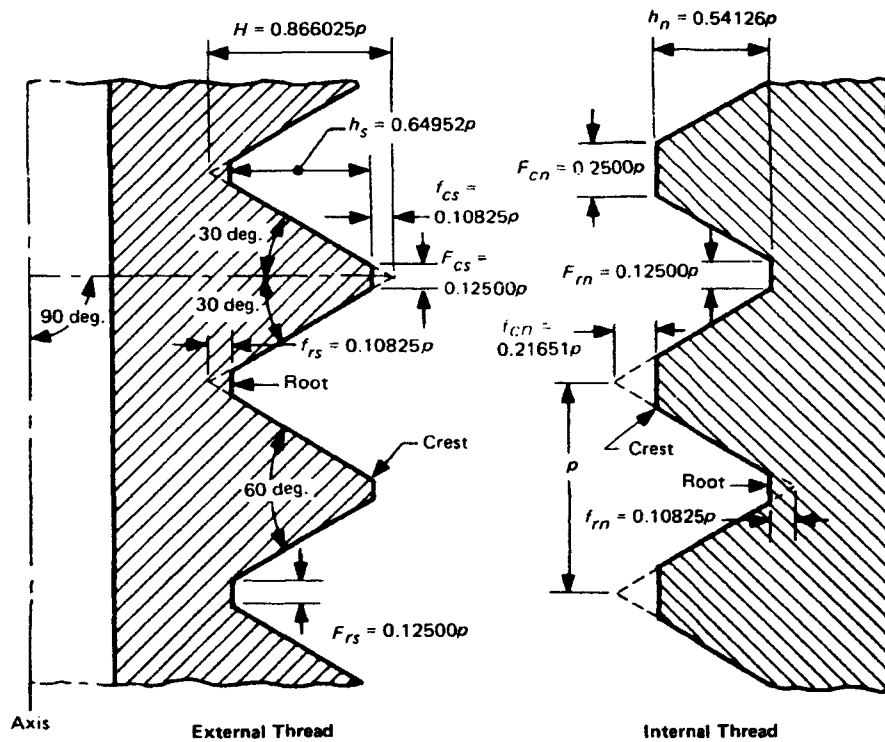 H = 0.866025p
h_s = 0.64952p
f_cs =
0.10825p
30 deg.
F_cs =
0.12500p
30 deg.
90 deg.
f_rs = 0.10825p
Root
Crest
60 deg.
F_rs = 0.12500p
Axis
External Thread
h_n = 0.54126p
F_cn = 0.2500p
F_rn = 0.12500p
f_cn =
0.21651p
Crest
p
Root
f_rn = 0.10825p
Internal Thread